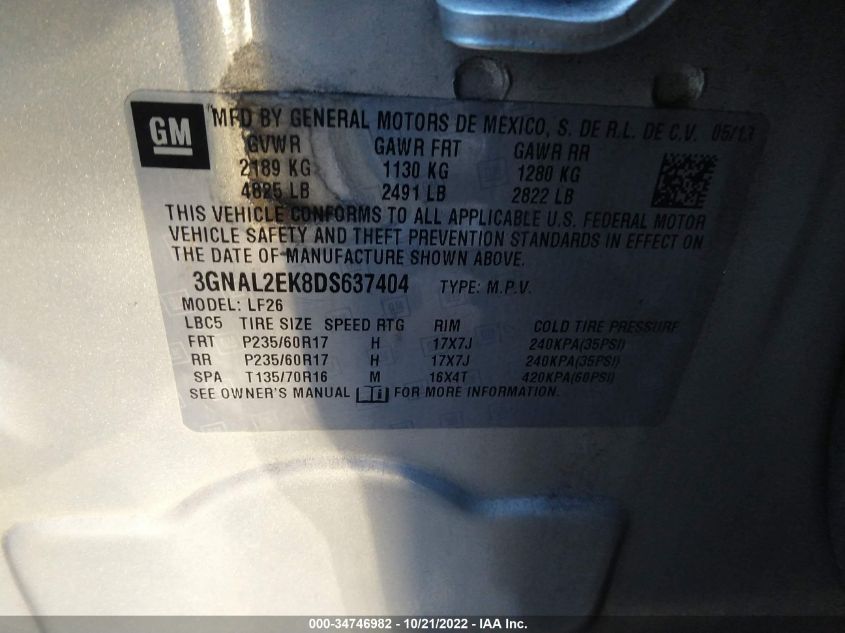 GM
MFD BY GENERAL MOTORS DE MEXICO, S. DE R.L. DE C.V. 05/13
GVWR GAWR FRT GAWR RR
2189 KG 1130 KG 1280 KG
4825 LB 2491 LB 2822 LB
THIS VEHICLE CONFORMS TO ALL APPLICABLE U.S. FEDERAL MOTOR
VEHICLE SAFETY AND THEFT PREVENTION STANDARDS IN EFFECT ON
THE DATE OF MANUFACTURE SHOWN ABOVE.
3GNAL2EK8DS637404 TYPE: M.P.V.
MODEL: LF26
LBC5 TIRE SIZE SPEED RTG RIM COLD TIRE PRESSURE
FRT P235/60R17 H 17X7J 240KPA(35PSI)
RR P235/60R17 H 17X7J 240KPA(35PSI)
SPA T135/70R16 M 16X4T 420KPA(60PSI)
SEE OWNER'S MANUAL FOR MORE INFORMATION.
000-34746982 - 10/21/2022 - IAA Inc.